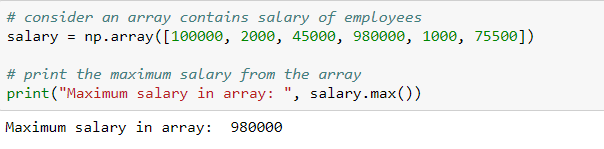 # consider an array contains salary of employees
salary = np.array([100000, 2000, 45000, 980000, 1000, 75500])
# print the maximum salary from the array
print("Maximum salary in array: ", salary.max())
Maximum salary in array:  980000